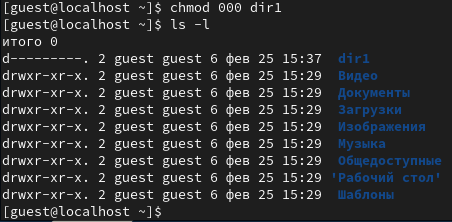 [guest@localhost ~]$ chmod 000 dir1
[guest@localhost ~]$ ls -l
итого 0
d---------. 2 guest guest 6 фев 25 15:37  dir1
drwxr-xr-x. 2 guest guest 6 фев 25 15:29  Видео
drwxr-xr-x. 2 guest guest 6 фев 25 15:29  Документы
drwxr-xr-x. 2 guest guest 6 фев 25 15:29  Загрузки
drwxr-xr-x. 2 guest guest 6 фев 25 15:29  Изображения
drwxr-xr-x. 2 guest guest 6 фев 25 15:29  Музыка
drwxr-xr-x. 2 guest guest 6 фев 25 15:29  Общедоступные
drwxr-xr-x. 2 guest guest 6 фев 25 15:29 'Рабочий стол'
drwxr-xr-x. 2 guest guest 6 фев 25 15:29  Шаблоны
[guest@localhost ~]$